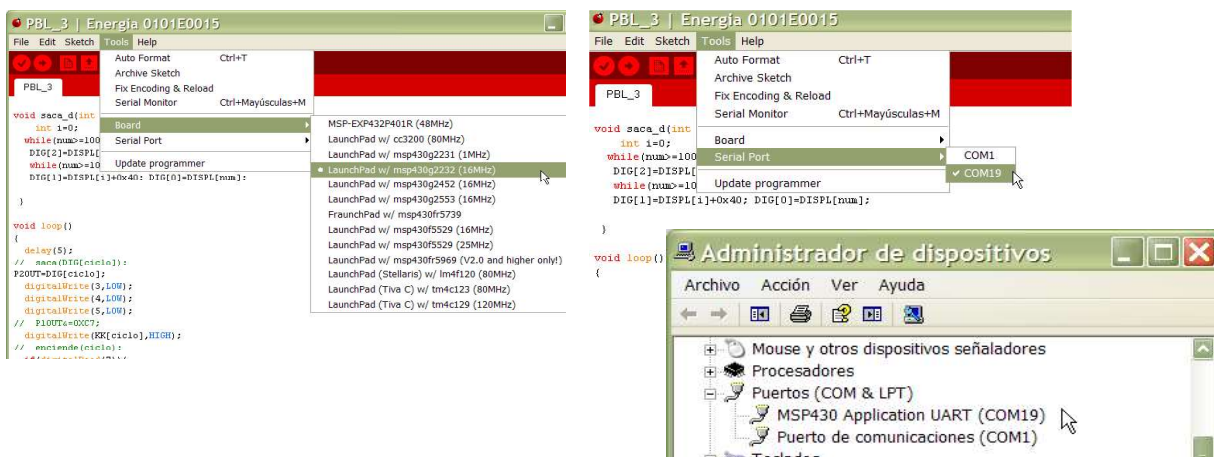 PBL_3 | Energia 0101E0015
File Edit Sketch Tools Help
Auto Format Ctrl+T
Archive Sketch
Fix Encoding & Reload
Serial Monitor Ctrl+Mayúsculas+M
Board
Serial Port
Update programmer
PBL_3
MSP-EXP432P401R (48MHz)
LaunchPad w/ cc3200 (80MHz)
LaunchPad w/ msp430g2231 (1MHz)
LaunchPad w/ msp430g2232 (16MHz)
LaunchPad w/ msp430g2452 (16MHz)
LaunchPad w/ msp430g2553 (16MHz)
FraunchPad w/ msp430fr5739
LaunchPad w/ msp430f5529 (16MHz)
LaunchPad w/ msp430f5529 (25MHz)
LaunchPad w/ msp430fr5969 (V2.0 and higher only!)
LaunchPad (Stellaris) w/ lm4f120 (80MHz)
LaunchPad (Tiva C) w/ tm4c123 (80MHz)
LaunchPad (Tiva C) w/ tm4c129 (120MHz)
void saca_d(int
int i=0;
while(num>=100
DIG[2]=DISPL[
while(num>=10
DIG[1]=DISPL[i]+0x40; DIG[0]=DISPL[num];
}
void loop()
{
delay(5);
// saca(DIG[ciclo]);
P2OUT=DIG[ciclo];
digitalWrite(3,LOW);
digitalWrite(4,LOW);
digitalWrite(5,LOW);
// P1OUT&=0XC7;
digitalWrite(KK[ciclo],HIGH);
// enciende(ciclo);
PBL_3 | Energia 0101E0015
File Edit Sketch Tools Help
Auto Format Ctrl+T
Archive Sketch
Fix Encoding & Reload
Serial Monitor Ctrl+Mayúsculas+M
Board
Serial Port
Update programmer
COM1
COM19
PBL_3
void saca_d(int
int i=0;
while(num>=100
DIG[2]=DISPL[
while(num>=10
DIG[1]=DISPL[i]+0x40; DIG[0]=DISPL[num];
}
void loop()
{
Administrador de dispositivos
Archivo Acción Ver Ayuda
Mouse y otros dispositivos señaladores
Procesadores
Puertos (COM & LPT)
MSP430 Application UART (COM19)
Puerto de comunicaciones (COM1)
Teclados